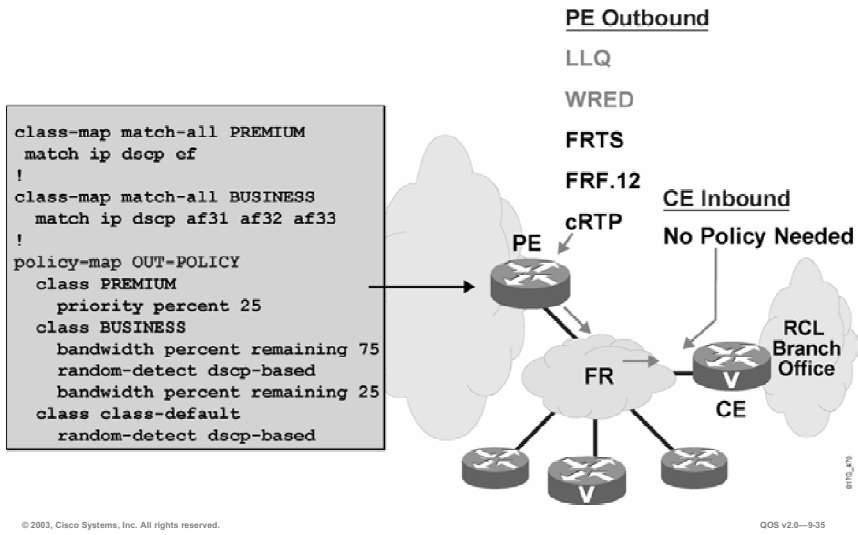 PE Outbound
LLQ
WRED
FRTS
FRF.12
cRTP
CE Inbound
No Policy Needed
class-map match-all PREMIUM
match ip dscp ef
!
class-map match-all BUSINESS
match ip dscp af31 af32 af33
!
policy-map OUT=POLICY
class PREMIUM
priority percent 25
class BUSINESS
bandwidth percent remaining 75
random-detect dscp-based
bandwidth percent remaining 25
class class-default
random-detect dscp-based
PE
FR
V
CE
RCL
Branch
Office
V
© 2003, Cisco Systems, Inc. All rights reserved.
QOS v2.0—9-35